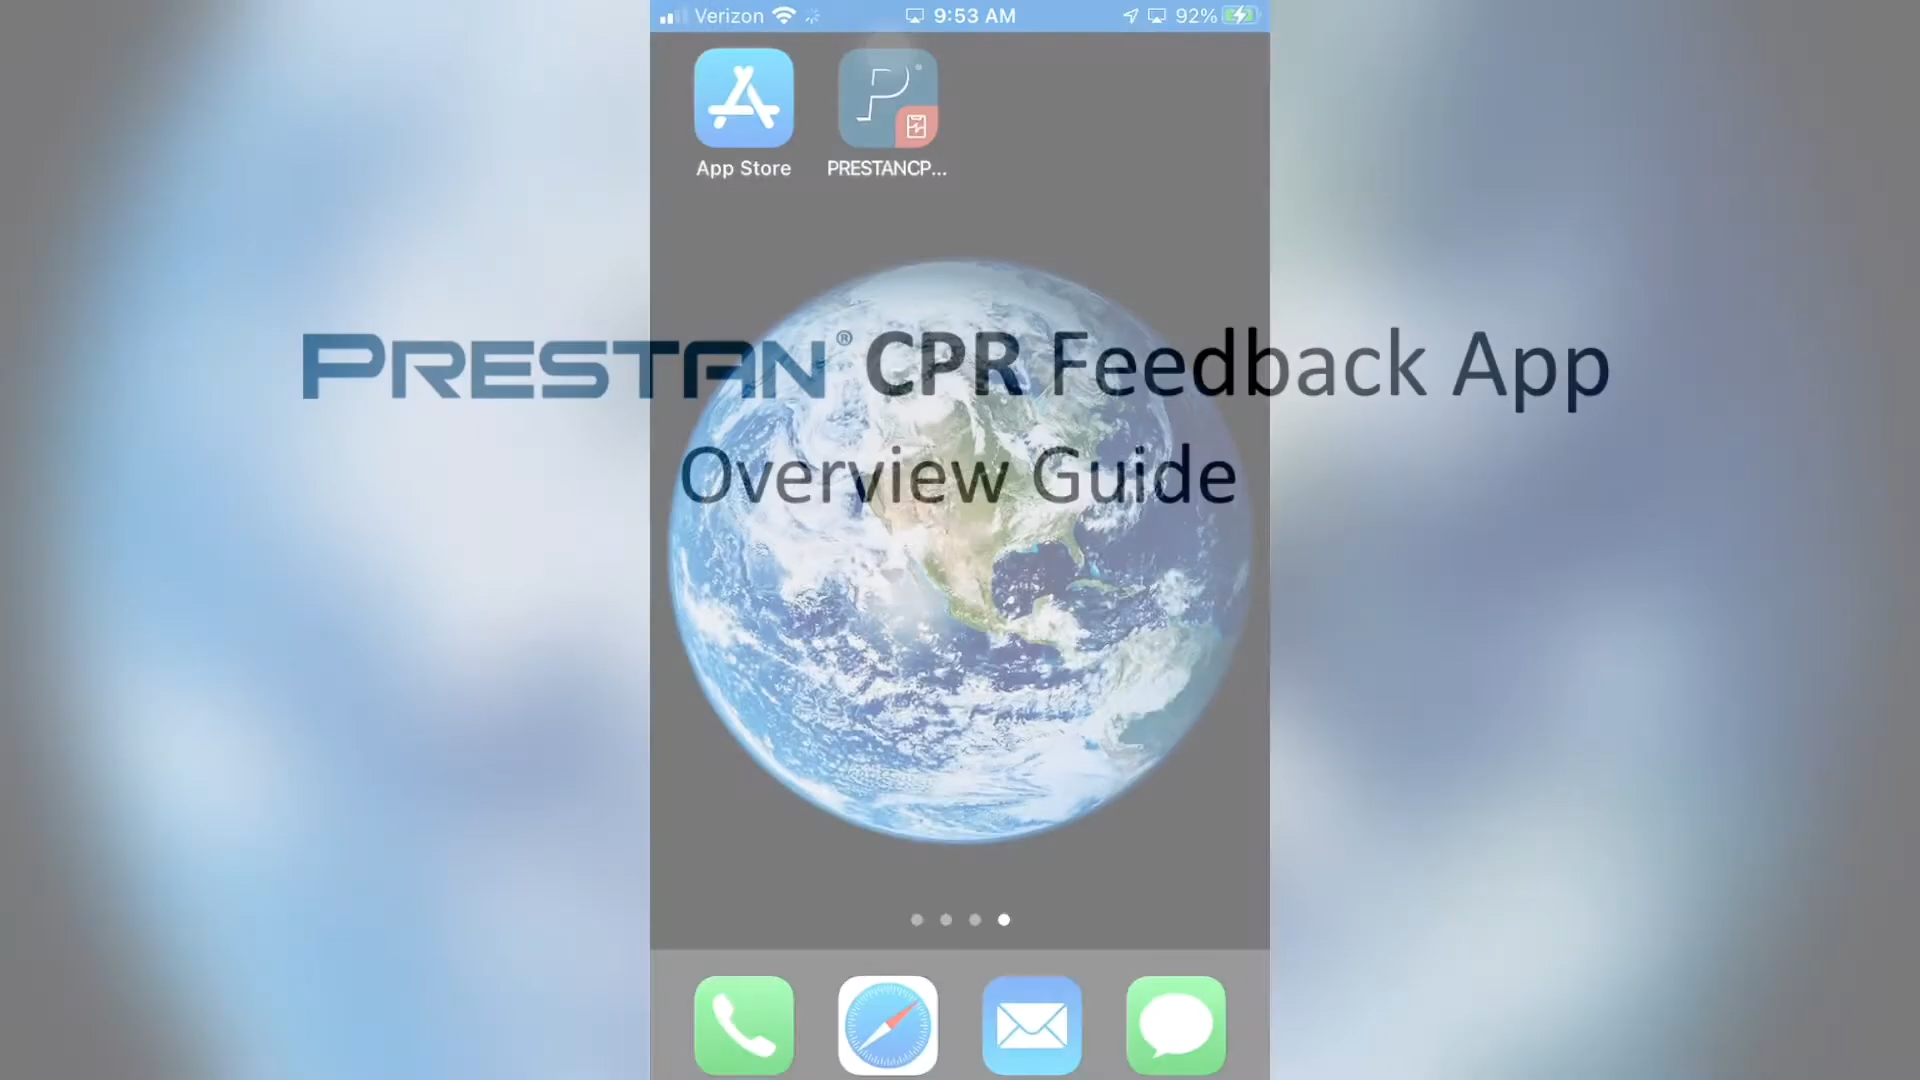 Verizon 9:53 AM 92%
App Store PRESTANCP...
PRESTAN® CPR Feedback App
Overview Guide